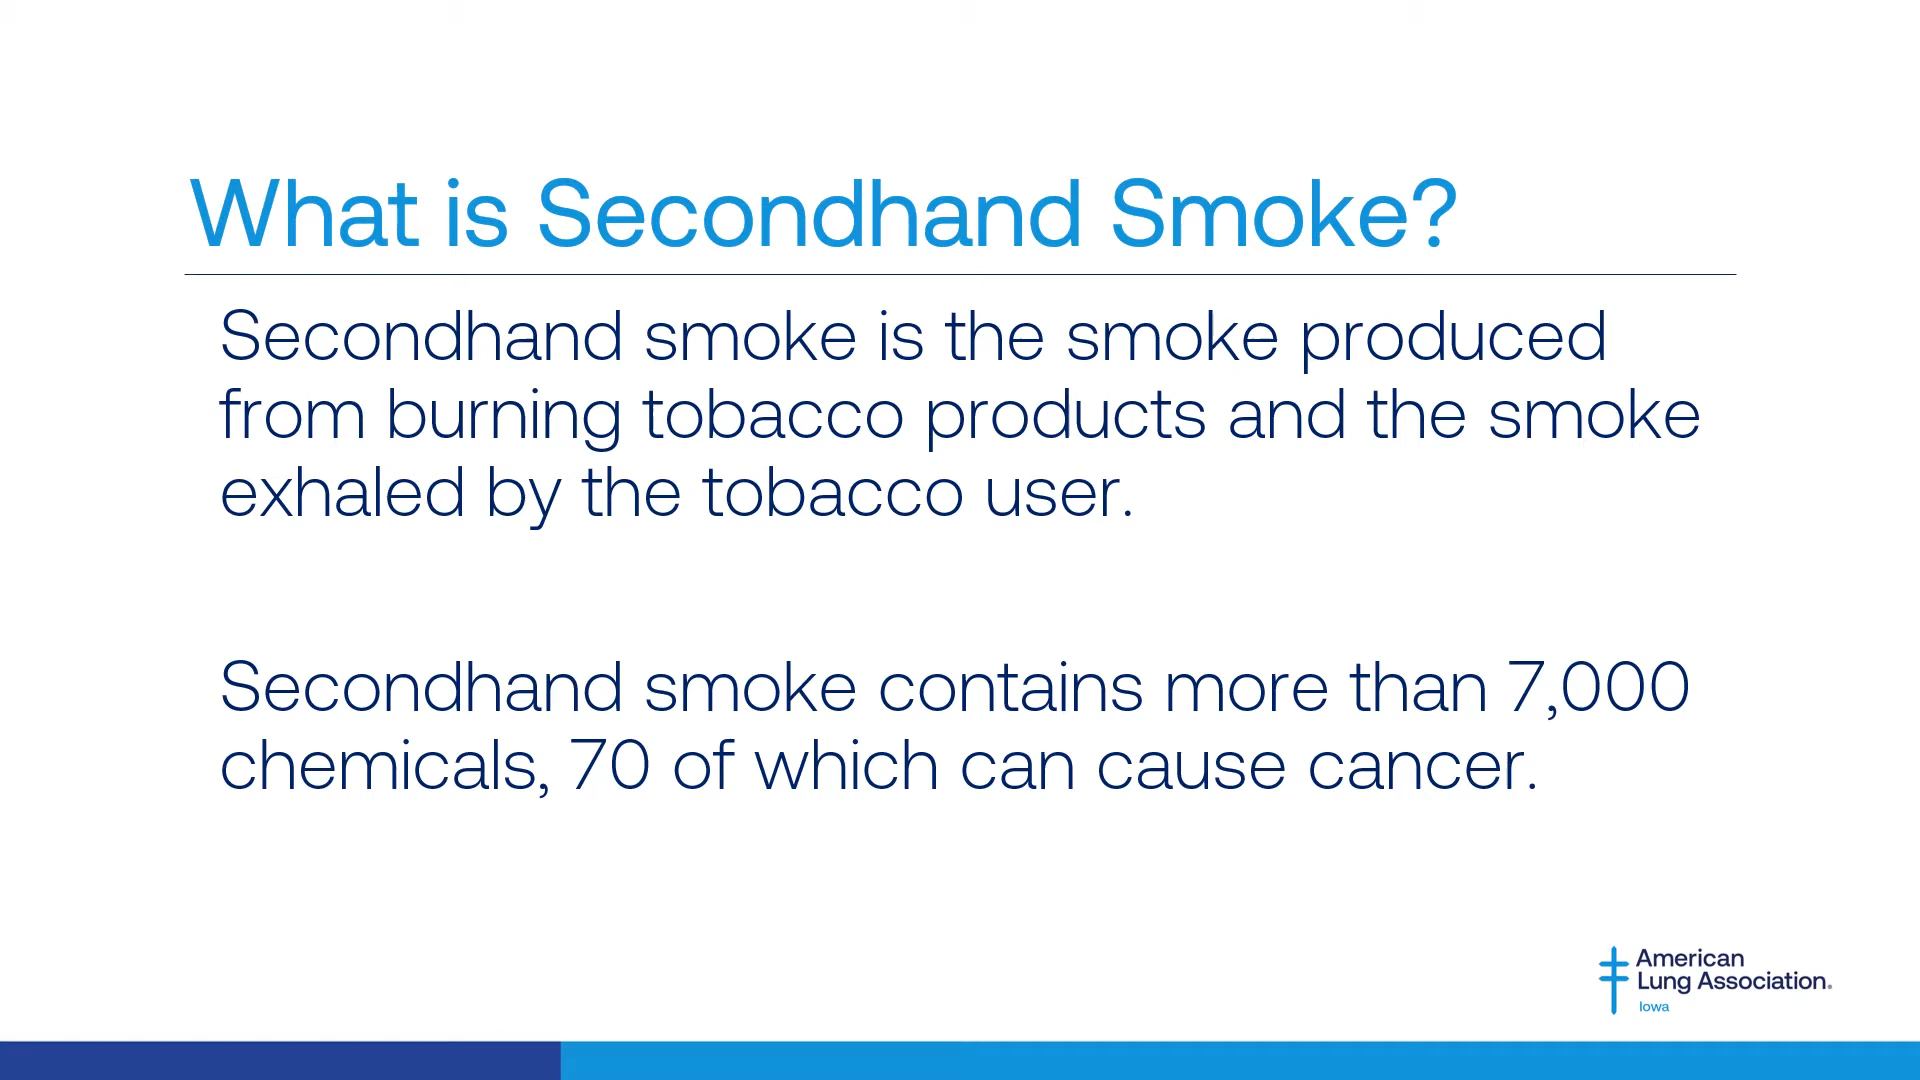 What is Secondhand Smoke?
Secondhand smoke is the smoke produced
from burning tobacco products and the smoke
exhaled by the tobacco user.
Secondhand smoke contains more than 7,000
chemicals, 70 of which can cause cancer.
American
Lung Association.
Iowa